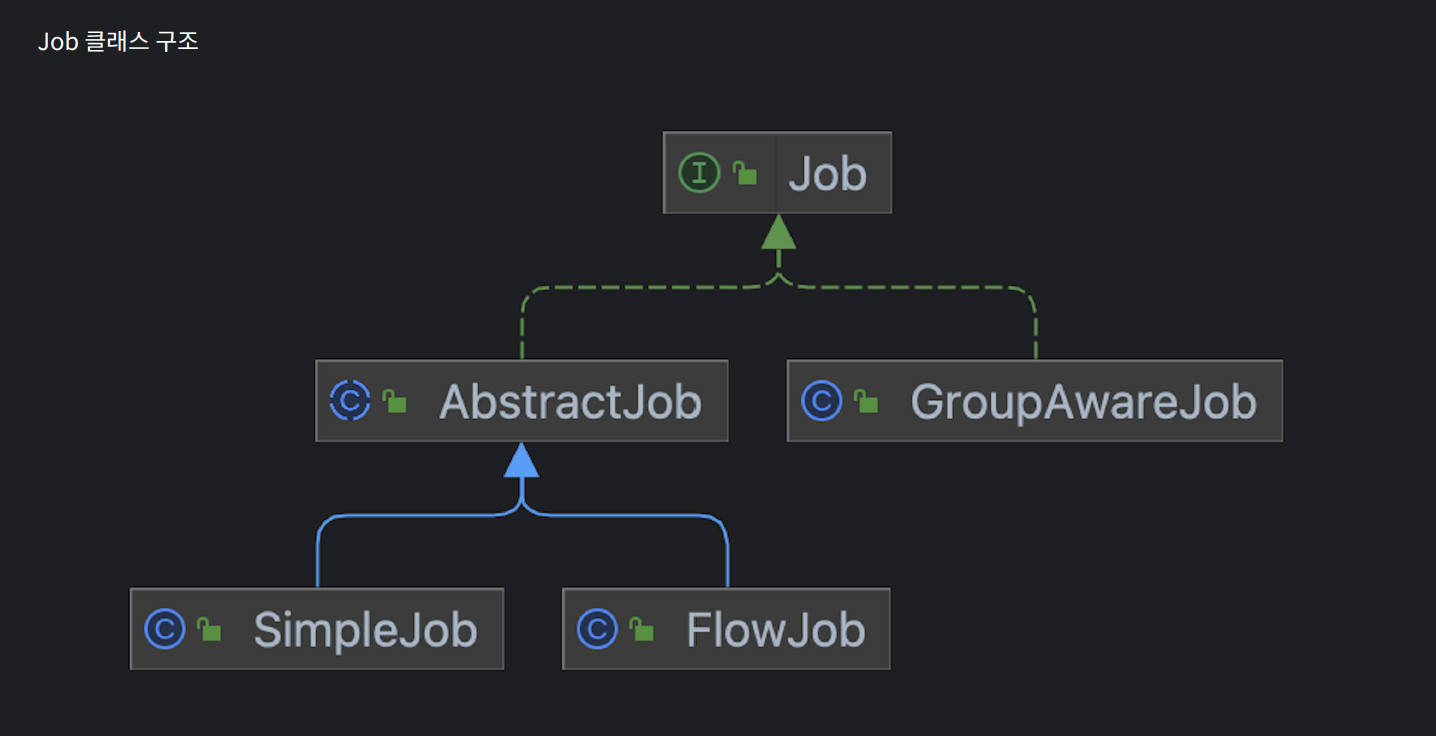 Job 클래스 구조
I Job
C AbstractJob
C GroupAwareJob
C SimpleJob
C FlowJob